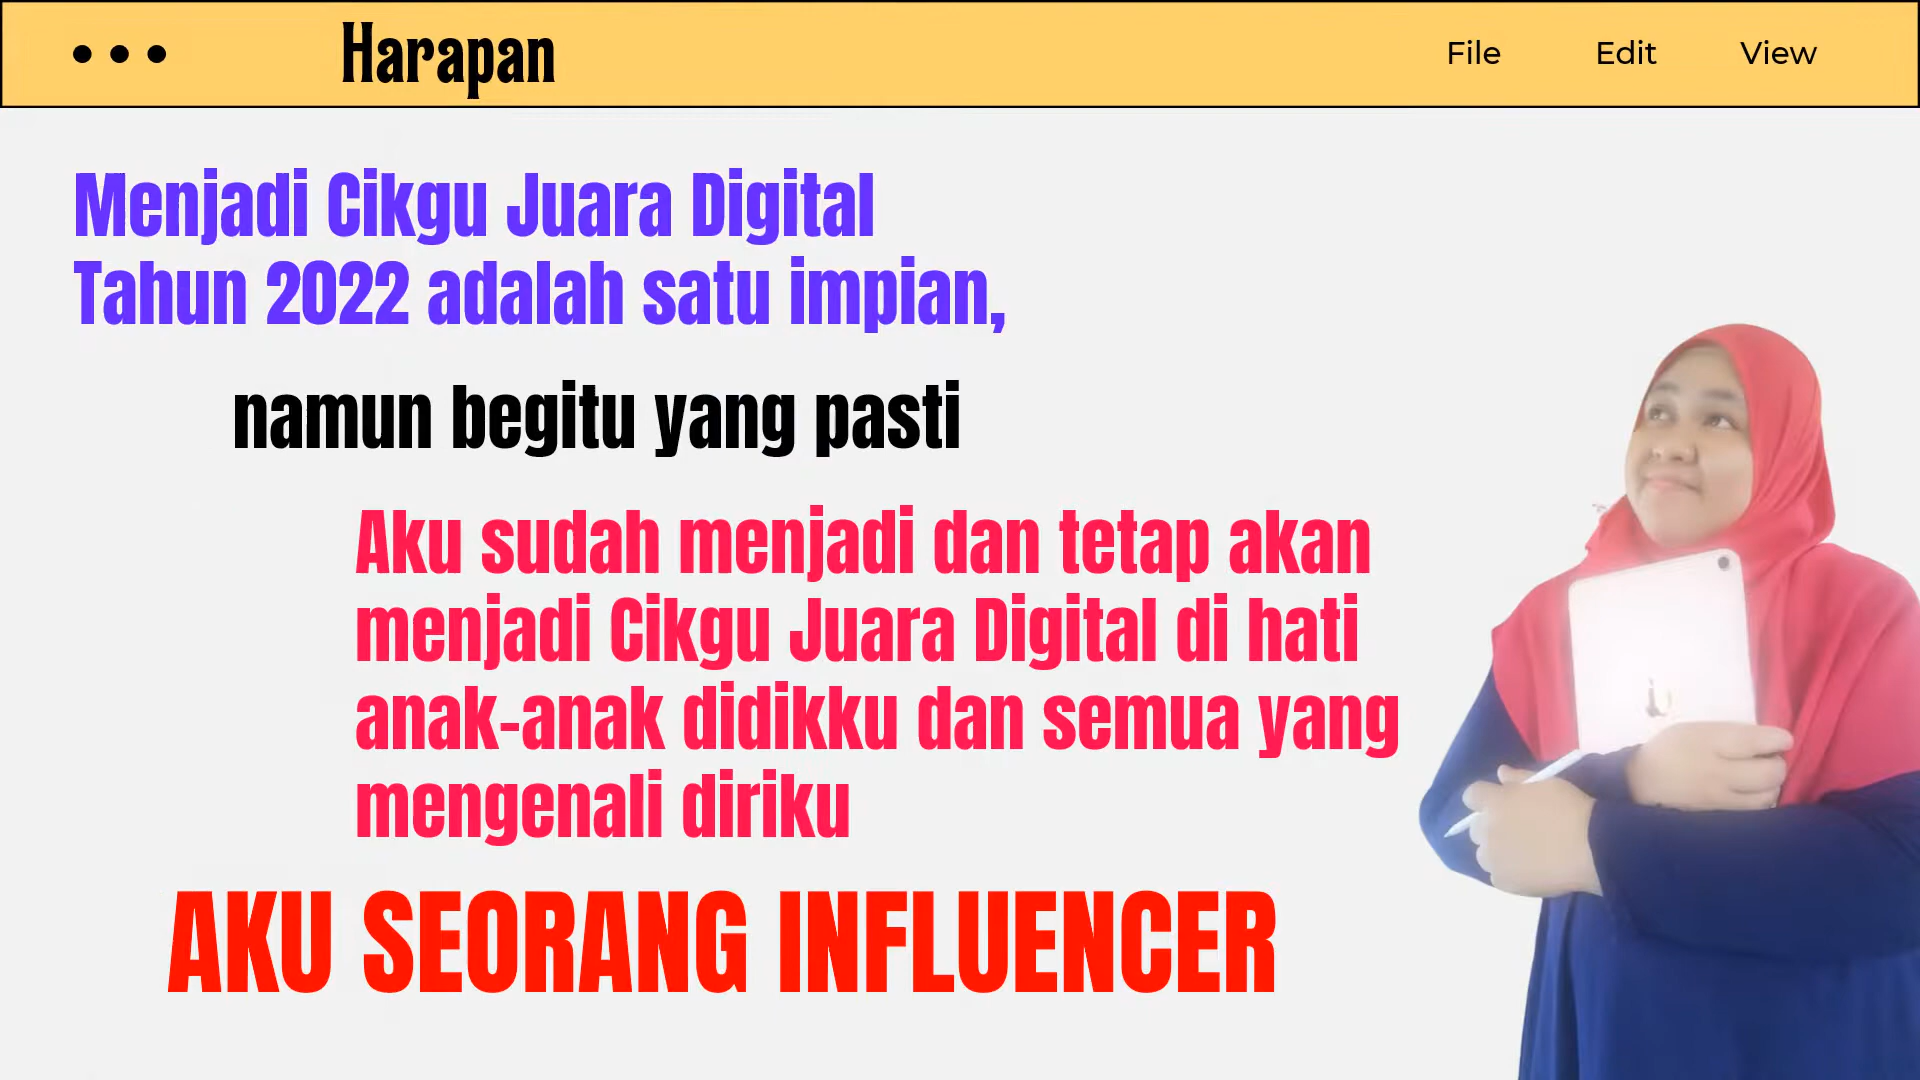 Harapan
File Edit View
Menjadi Cikgu Juara Digital
Tahun 2022 adalah satu impian,
namun begitu yang pasti
Aku sudah menjadi dan tetap akan
menjadi Cikgu Juara Digital di hati
anak-anak didikku dan semua yang
mengenali diriku
AKU SEORANG INFLUENCER